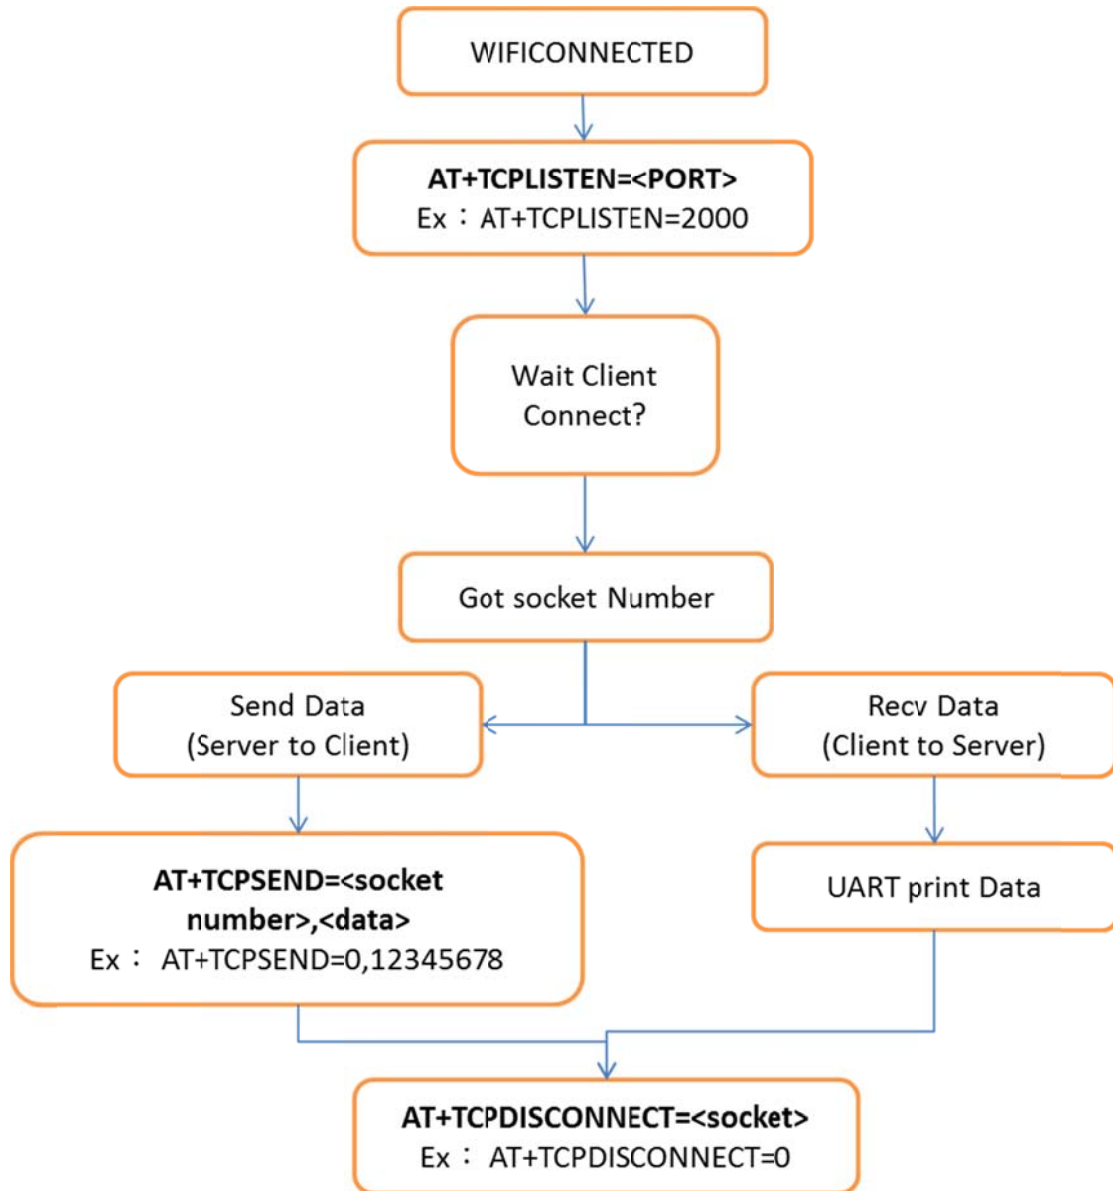 WIFICONNECTED
AT+TCPLISTEN=<PORT>
Ex： AT+TCPLISTEN=2000
Wait Client
Connect?
Got socket Number
Send Data
(Server to Client)
Recv Data
(Client to Server)
AT+TCPSEND=<socket
number>,<data>
Ex： AT+TCPSEND=0,12345678
UART print Data
AT+TCPDISCONNECT=<socket>
Ex： AT+TCPDISCONNECT=0